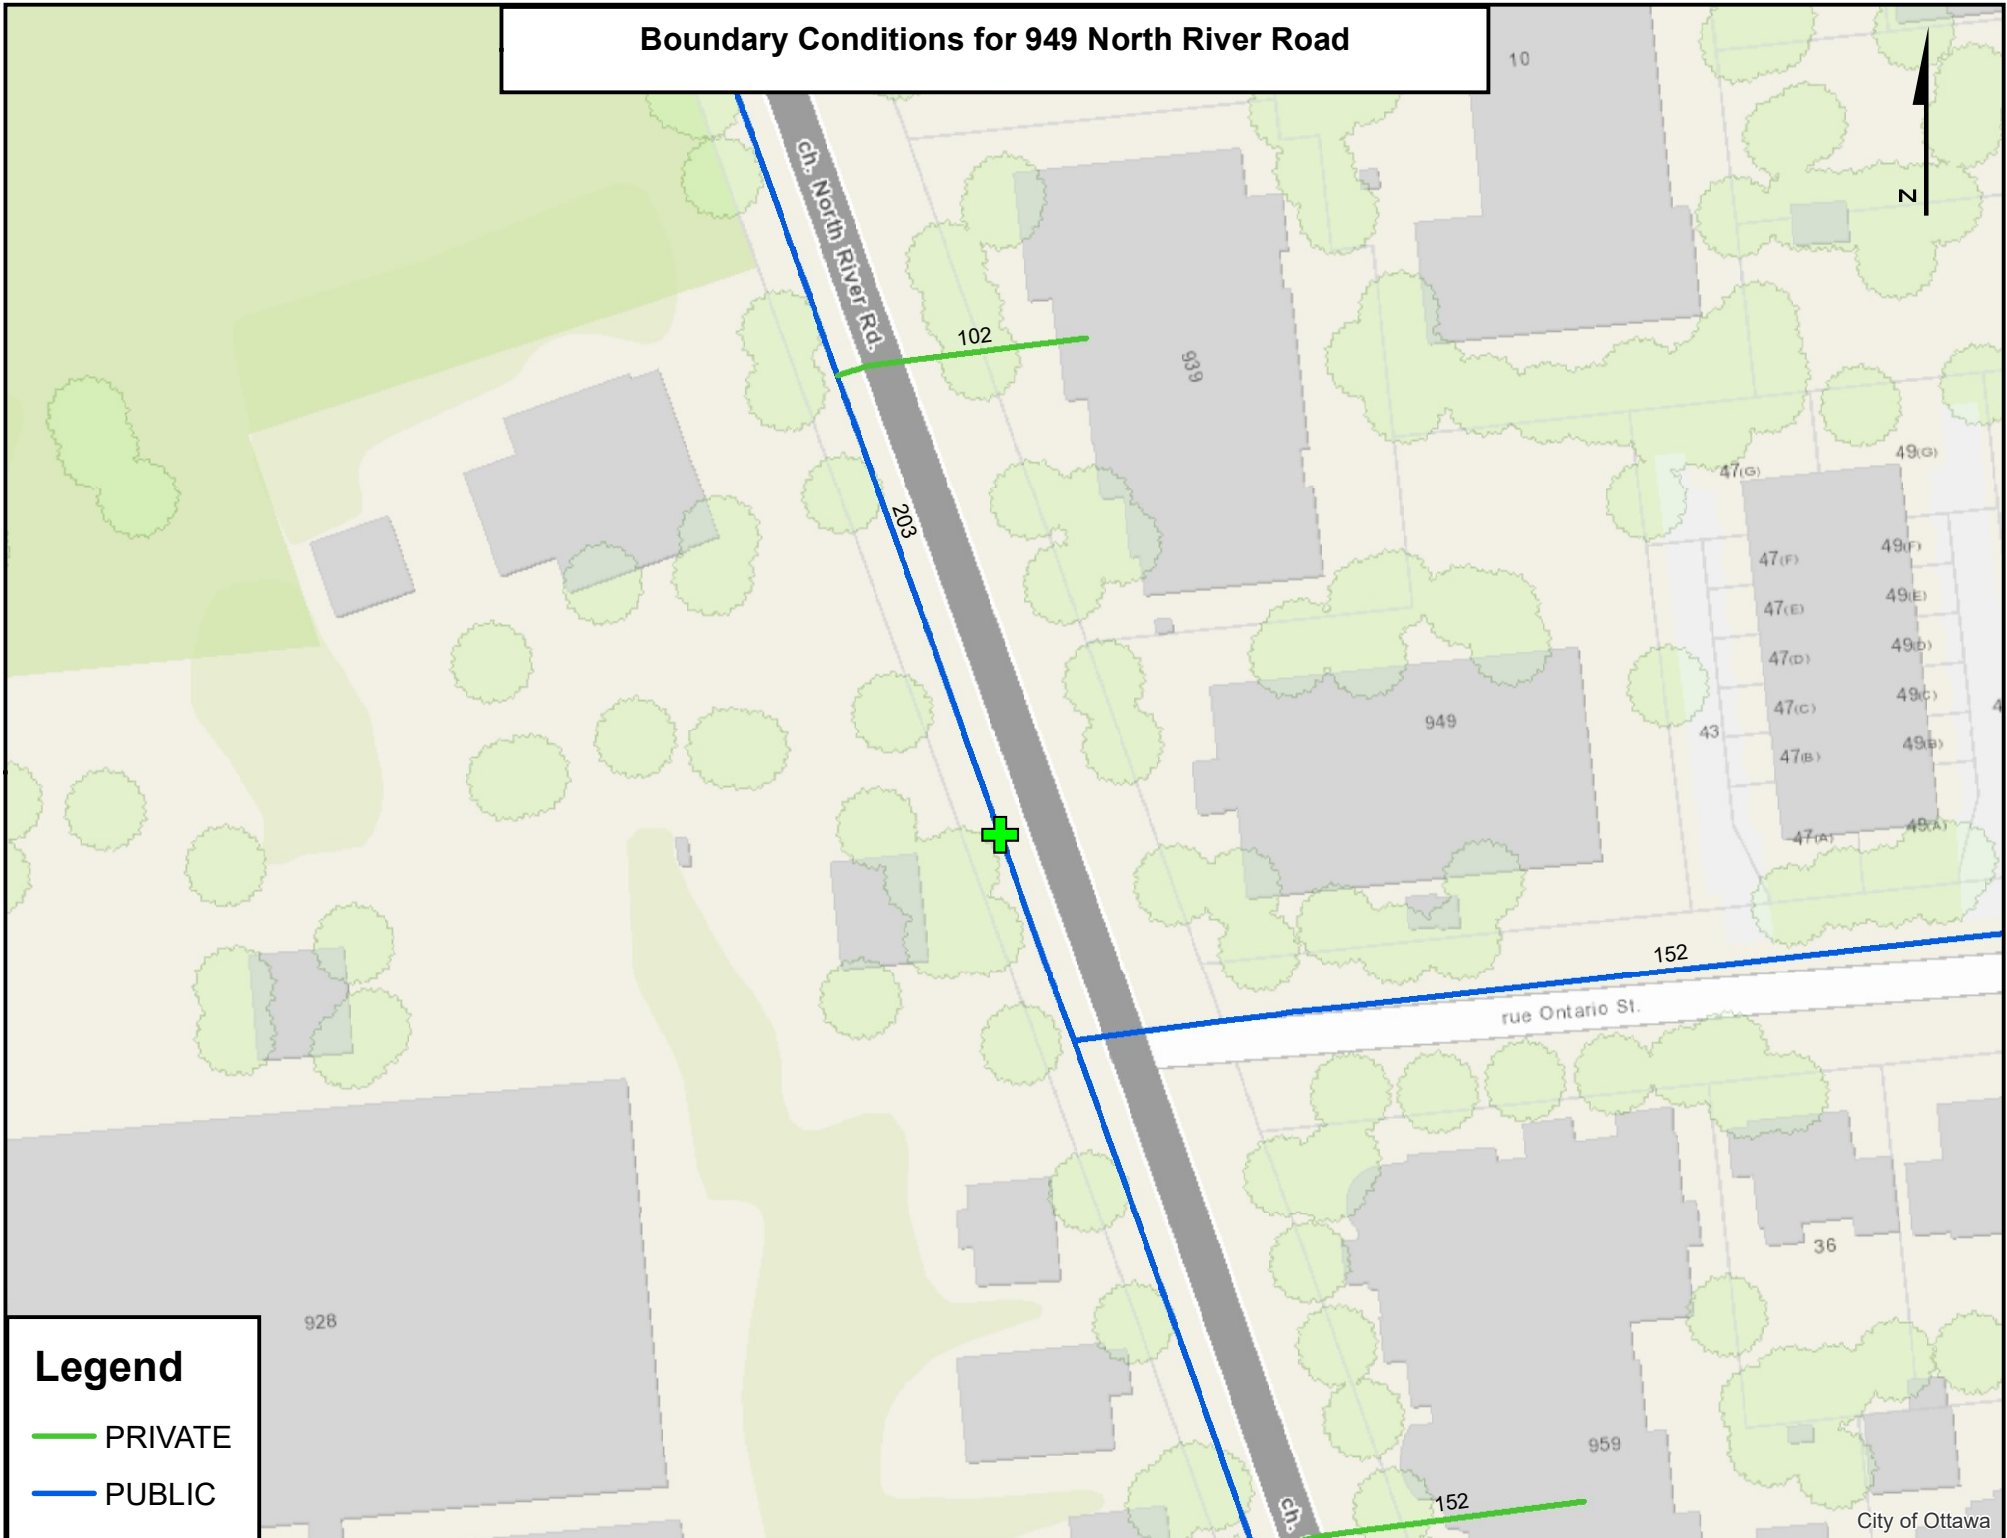 Boundary Conditions for 949 North River Road
10
N
ch. North River Rd.
102
939
203
49(G)
47(G)
49(F)
47(F)
49(E)
47(E)
49(D)
47(D)
49(C)
47(C)
4
949
43
49(B)
47(B)
49(A)
47(A)
152
rue Ontario St.
36
928
959
152
ch.
Legend
PRIVATE
PUBLIC
City of Ottawa